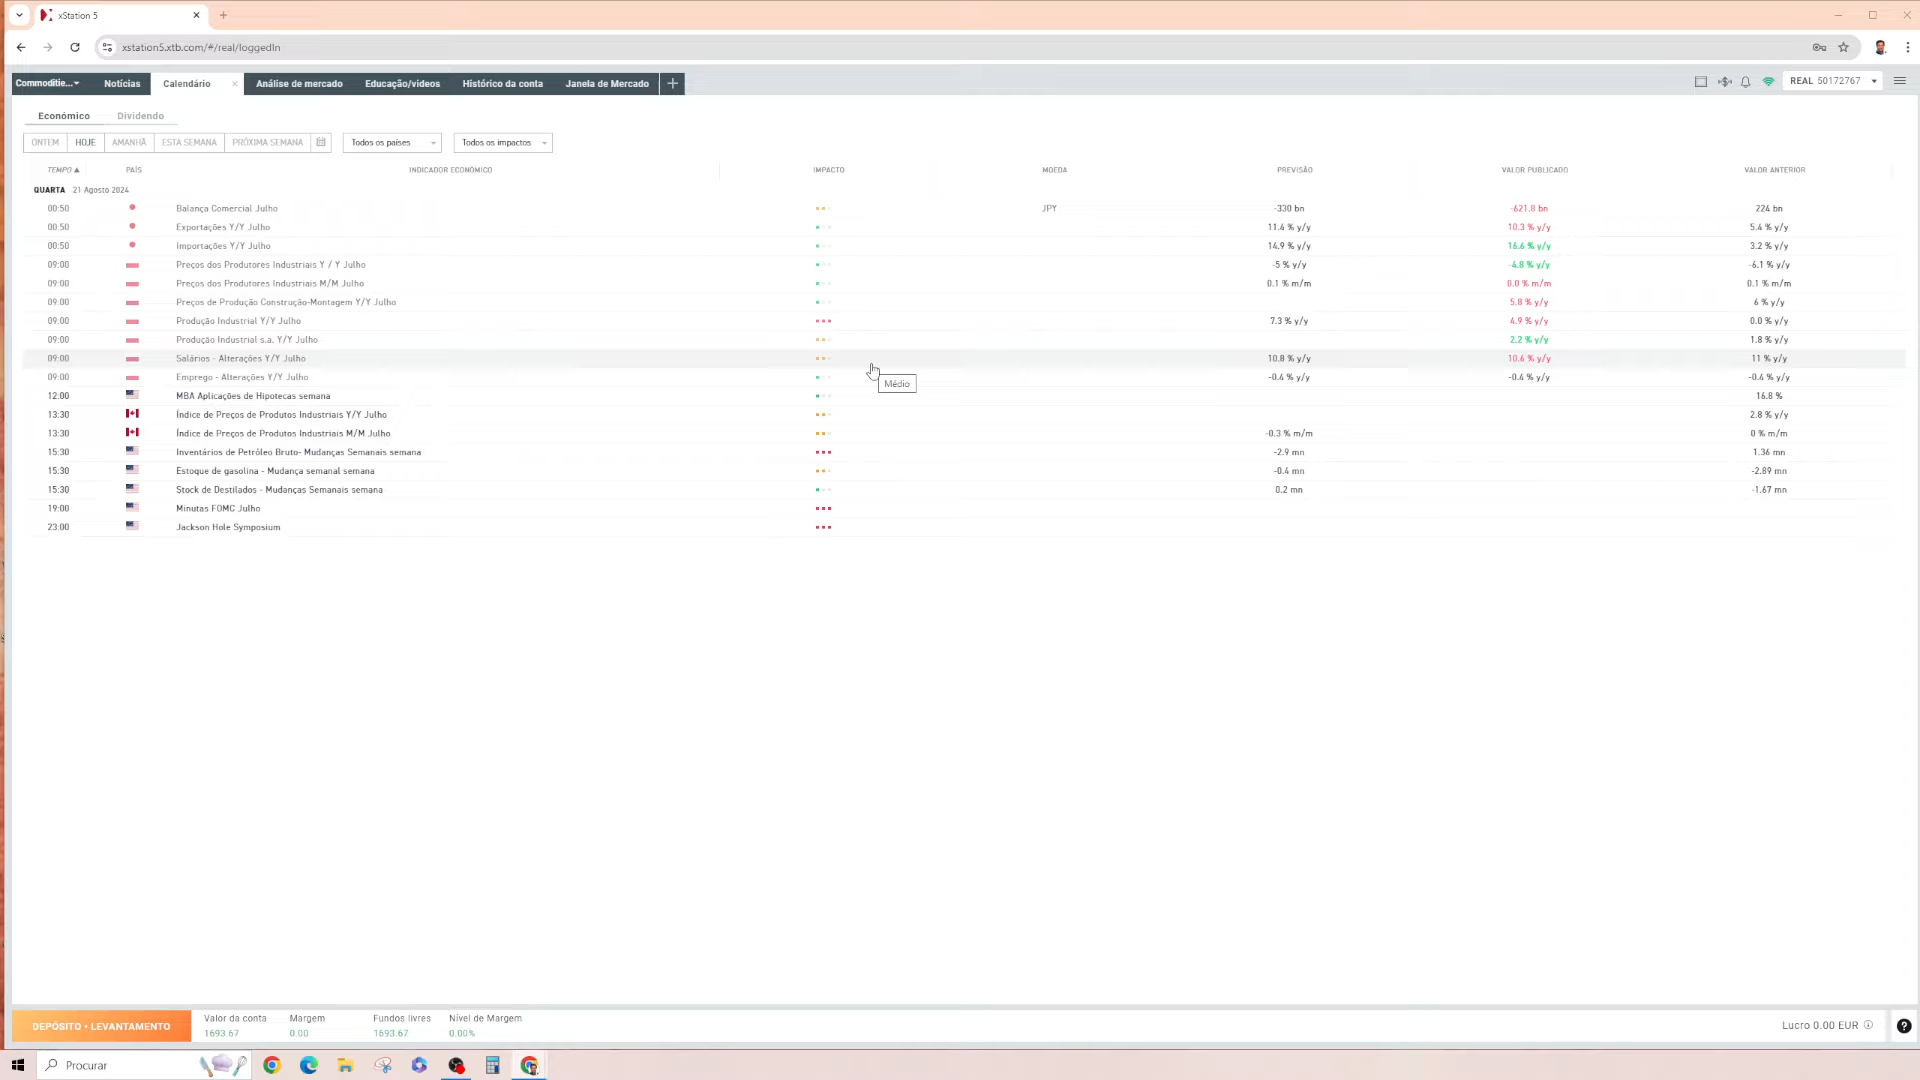 xStation 5
xstation5.xtb.com/#/real/loggedIn
Commoditie... Notícias Calendário Análise de mercado Educação/videos Histórico da conta Janela de Mercado REAL 50172767
Económico Dividendo
ONTEM HOJE AMANHÃ ESTA SEMANA PRÓXIMA SEMANA Todos os países Todos os impactos
TEMPO ▲ PAÍS INDICADOR ECONÓMICO IMPACTO MOEDA PREVISÃO VALOR PUBLICADO VALOR ANTERIOR
QUARTA 21 Agosto 2024
00:50 Balança Comercial Julho JPY -330 bn -621.8 bn 224 bn
00:50 Exportações Y/Y Julho 11.4 % y/y 10.3 % y/y 5.4 % y/y
00:50 Importações Y/Y Julho 14.9 % y/y 16.6 % y/y 3.2 % y/y
09:00 Preços dos Produtores Industriais Y / Y Julho -5 % y/y -4.8 % y/y -6.1 % y/y
09:00 Preços dos Produtores Industriais M/M Julho 0.1 % m/m 0.0 % m/m 0.1 % m/m
09:00 Preços de Produção Construção-Montagem Y/Y Julho 5.8 % y/y 6 % y/y
09:00 Produção Industrial Y/Y Julho 7.3 % y/y 4.9 % y/y 0.0 % y/y
09:00 Produção Industrial s.a. Y/Y Julho 2.2 % y/y 1.8 % y/y
09:00 Salários - Alterações Y/Y Julho 10.8 % y/y 10.6 % y/y 11 % y/y
09:00 Emprego - Alterações Y/Y Julho -0.4 % y/y -0.4 % y/y -0.4 % y/y
Médio
12:00 MBA Aplicações de Hipotecas semana 16.8 %
13:30 Índice de Preços de Produtos Industriais Y/Y Julho 2.8 % y/y
13:30 Índice de Preços de Produtos Industriais M/M Julho -0.3 % m/m 0 % m/m
15:30 Inventários de Petróleo Bruto- Mudanças Semanais semana -2.9 mn 1.36 mn
15:30 Estoque de gasolina - Mudança semanal semana -0.4 mn -2.89 mn
15:30 Stock de Destilados - Mudanças Semanais semana 0.2 mn -1.67 mn
19:00 Minutas FOMC Julho
23:00 Jackson Hole Symposium
DEPÓSITO • LEVANTAMENTO Valor da conta Margem Fundos livres Nível de Margem Lucro 0.00 EUR
1693.67 0.00 1693.67 0.00%
Procurar